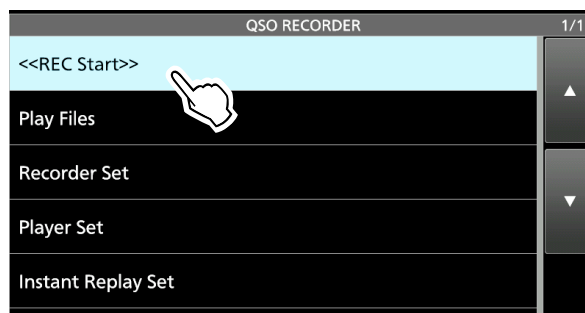 QSO RECORDER 1/1
<<REC Start>>
▲
Play Files
Recorder Set
▼
Player Set
Instant Replay Set